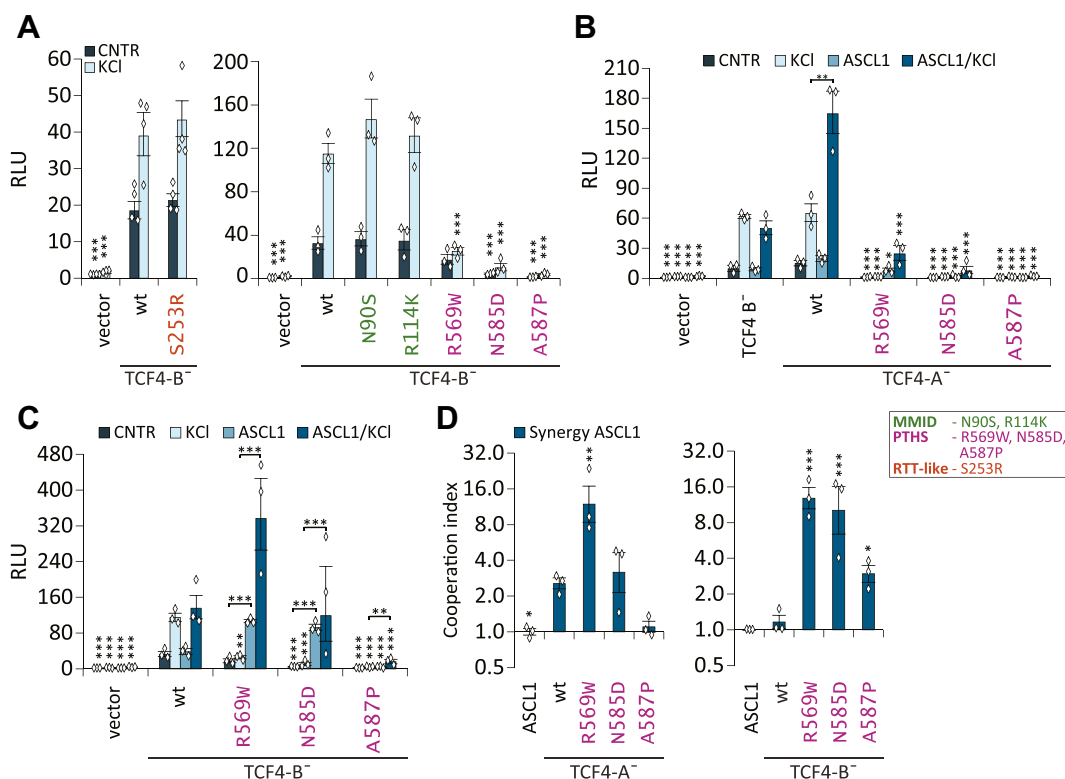 A
CNTR
KCl
RLU
60
50
40
30
20
10
0
*** *** 
vector
wt
S253R
TCF4-B⁻
200
160
120
80
40
0
*** *** *** *** *** *** ***
vector
wt
N90S
R114K
R569W
N585D
A587P
TCF4-B⁻
B
CNTR KCl ASCL1 ASCL1/KCl
RLU
210
180
150
120
90
60
30
0
**
*** *** *** *** *** *** * *** *** *** *** *** *** *** *** ***
vector
TCF4 B⁻
wt
R569W
N585D
A587P
TCF4-A⁻
C
CNTR KCl ASCL1 ASCL1/KCl
RLU
480
400
320
240
160
80
0
*** *** *** ***
*** *** *** *** **
** *** *** *** *** *** ***
vector
wt
R569W
N585D
A587P
TCF4-B⁻
D
Synergy ASCL1
Cooperation index
32.0
16.0
8.0
4.0
2.0
1.0
0.5
* **
ASCL1
wt
R569W
N585D
A587P
TCF4-A⁻
32.0
16.0
8.0
4.0
2.0
1.0
0.5
*** *** *
ASCL1
wt
R569W
N585D
A587P
TCF4-B⁻
MMID - N90S, R114K
PTHS - R569W, N585D,
A587P
RTT-like - S253R